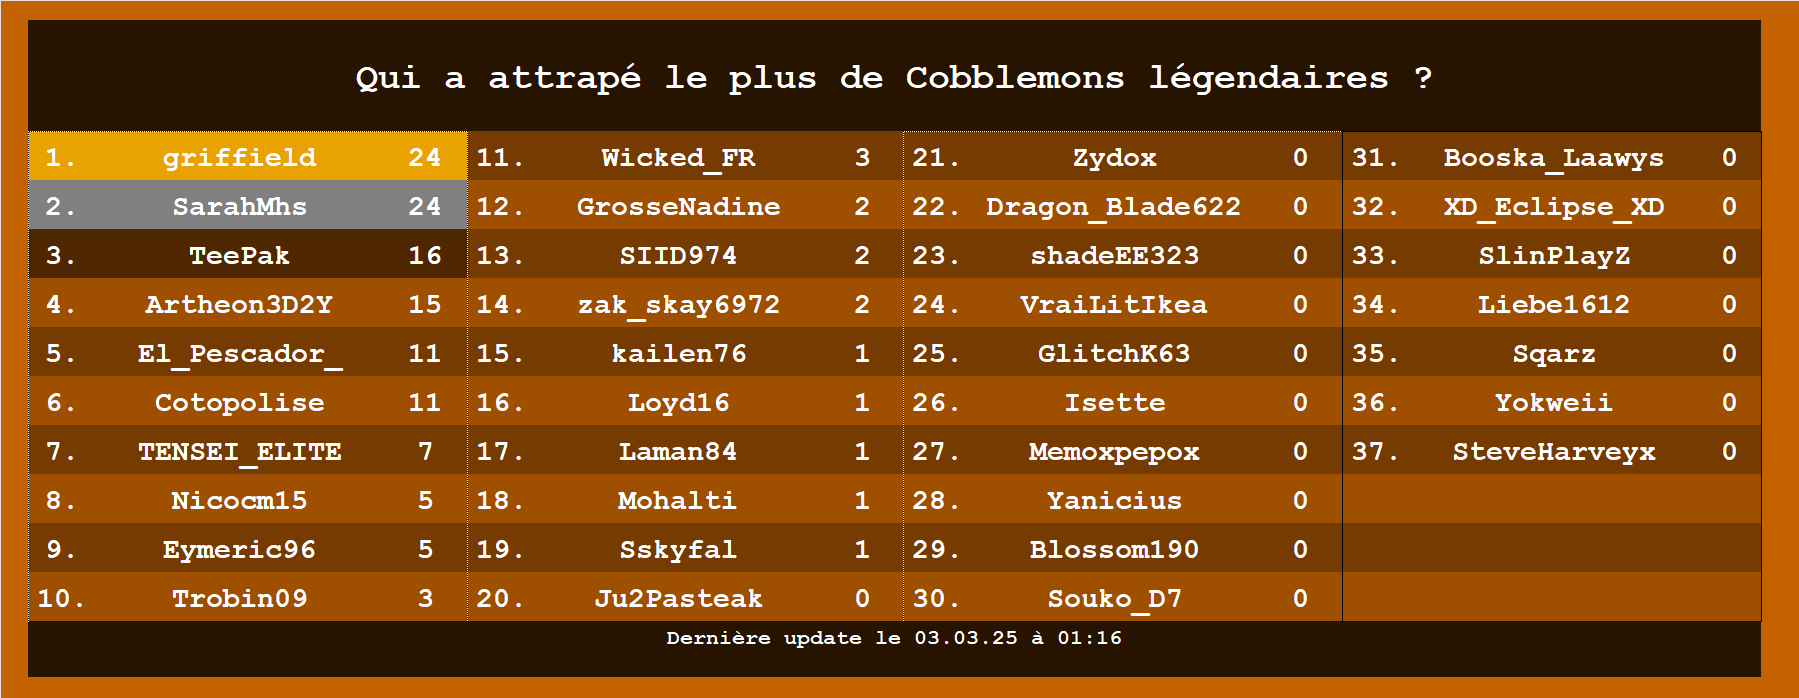 Qui a attrapé le plus de Cobblemons légendaires ?
1. griffield 24
2. SarahMhs 24
3. TeePak 16
4. Artheon3D2Y 15
5. El_Pescador_ 11
6. Cotopolise 11
7. TENSEI_ELITE 7
8. Nicocm15 5
9. Eymeric96 5
10. Trobin09 3
11. Wicked_FR 3
12. GrosseNadine 2
13. SIID974 2
14. zak_skay6972 2
15. kailen76 1
16. Loyd16 1
17. Laman84 1
18. Mohalti 1
19. Sskyfal 1
20. Ju2Pasteak 0
21. Zydox 0
22. Dragon_Blade622 0
23. shadeEE323 0
24. VraiLitIkea 0
25. GlitchK63 0
26. Isette 0
27. Memoxpepox 0
28. Yanicius 0
29. Blossom190 0
30. Souko_D7 0
31. Booska_Laawys 0
32. XD_Eclipse_XD 0
33. SlinPlayZ 0
34. Liebe1612 0
35. Sqarz 0
36. Yokweii 0
37. SteveHarveyx 0
Dernière update le 03.03.25 à 01:16